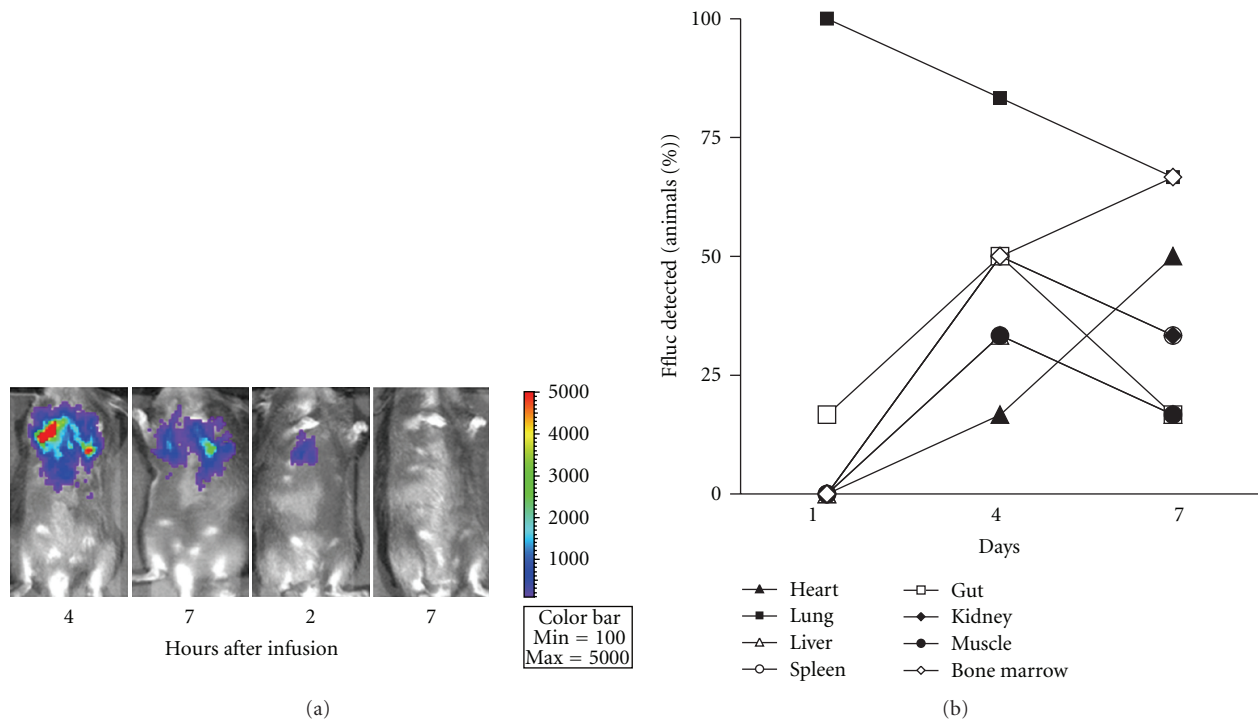 4
7
2
7
Hours after infusion
5000
4000
3000
2000
1000
Color bar
Min = 100
Max = 5000
(a)
Ffluc detected (animals (%))
100
75
50
25
0
1
4
7
Days
Heart
Lung
Liver
Spleen
Gut
Kidney
Muscle
Bone marrow
(b)